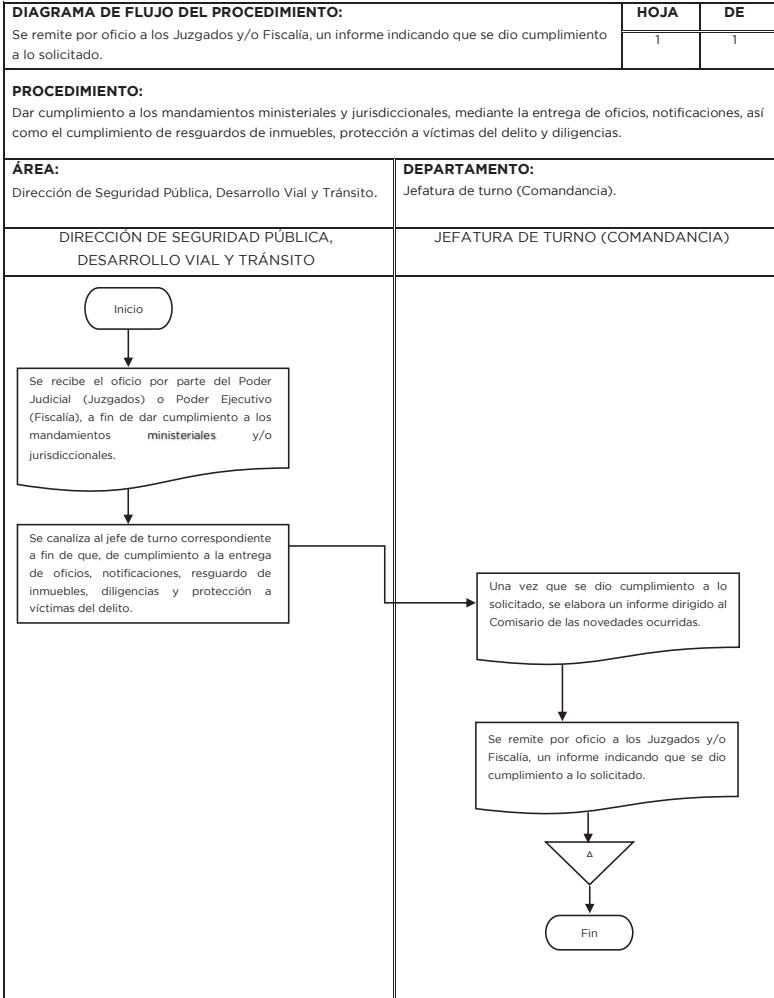 DIAGRAMA DE FLUJO DEL PROCEDIMIENTO:
Se remite por oficio a los Juzgados y/o Fiscalía, un informe indicando que se dio cumplimiento
a lo solicitado.
HOJA
DE
1
1
PROCEDIMIENTO:
Dar cumplimiento a los mandamientos ministeriales y jurisdiccionales, mediante la entrega de oficios, notificaciones, así
como el cumplimiento de resguardos de inmuebles, protección a víctimas del delito y diligencias.
ÁREA:
Dirección de Seguridad Pública, Desarrollo Vial y Tránsito.
DEPARTAMENTO:
Jefatura de turno (Comandancia).
DIRECCIÓN DE SEGURIDAD PÚBLICA,
DESARROLLO VIAL Y TRÁNSITO
JEFATURA DE TURNO (COMANDANCIA)
Inicio
Se recibe el oficio por parte del Poder
Judicial (Juzgados) o Poder Ejecutivo
(Fiscalía), a fin de dar cumplimiento a los
mandamientos ministeriales y/o
jurisdiccionales.
Se canaliza al jefe de turno correspondiente
a fin de que, de cumplimiento a la entrega
de oficios, notificaciones, resguardo de
inmuebles, diligencias y protección a
víctimas del delito.
Una vez que se dio cumplimiento a lo
solicitado, se elabora un informe dirigido al
Comisario de las novedades ocurridas.
Se remite por oficio a los Juzgados y/o
Fiscalía, un informe indicando que se dio
cumplimiento a lo solicitado.
A
Fin